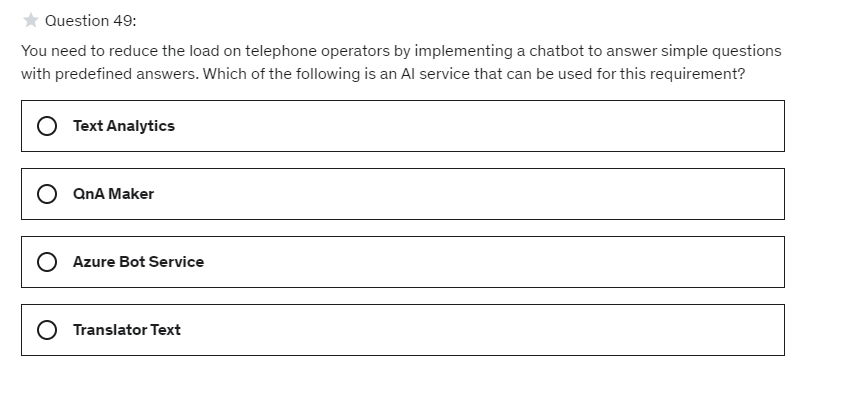 Question 49:
You need to reduce the load on telephone operators by implementing a chatbot to answer simple questions
with predefined answers. Which of the following is an AI service that can be used for this requirement?
Text Analytics
QnA Maker
Azure Bot Service
Translator Text